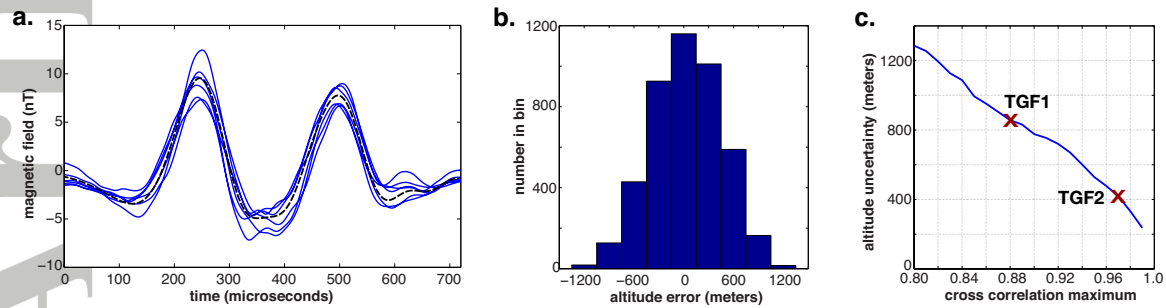 a.
15
10
5
0
−5
−10
magnetic field (nT)
0 100 200 300 400 500 600 700
time (microseconds)
b.
1200
800
400
0
number in bin
−1200 −600 0 600 1200
altitude error (meters)
c.
1200
800
400
0
altitude uncertainty (meters)
TGF1
TGF2
0.80 0.84 0.88 0.92 0.96 1.0
cross correlation maximum